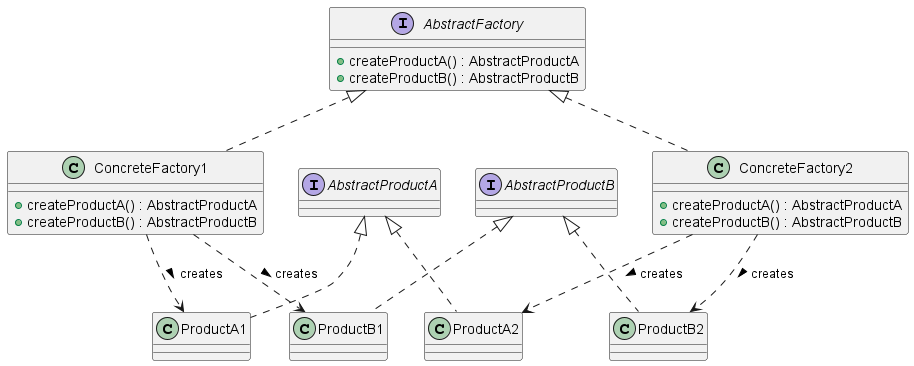 I AbstractFactory
createProductA() : AbstractProductA
createProductB() : AbstractProductB
C ConcreteFactory1
createProductA() : AbstractProductA
createProductB() : AbstractProductB
I AbstractProductA
I AbstractProductB
C ConcreteFactory2
createProductA() : AbstractProductA
createProductB() : AbstractProductB
creates
creates
creates
creates
C ProductA1
C ProductB1
C ProductA2
C ProductB2